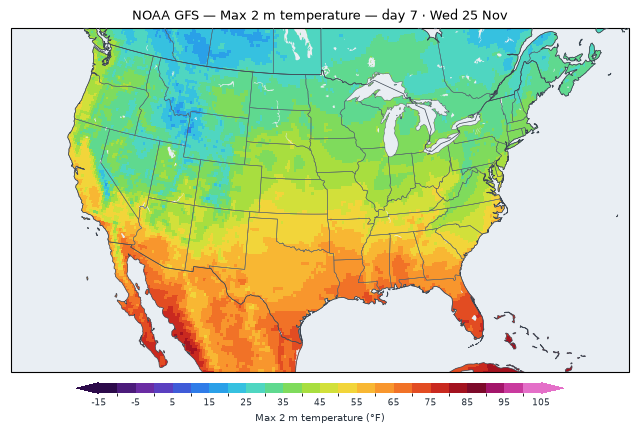 NOAA GFS — Max 2 m temperature — day 7 · Wed 25 Nov
-15 -5 5 15 25 35 45 55 65 75 85 95 105
Max 2 m temperature (°F)